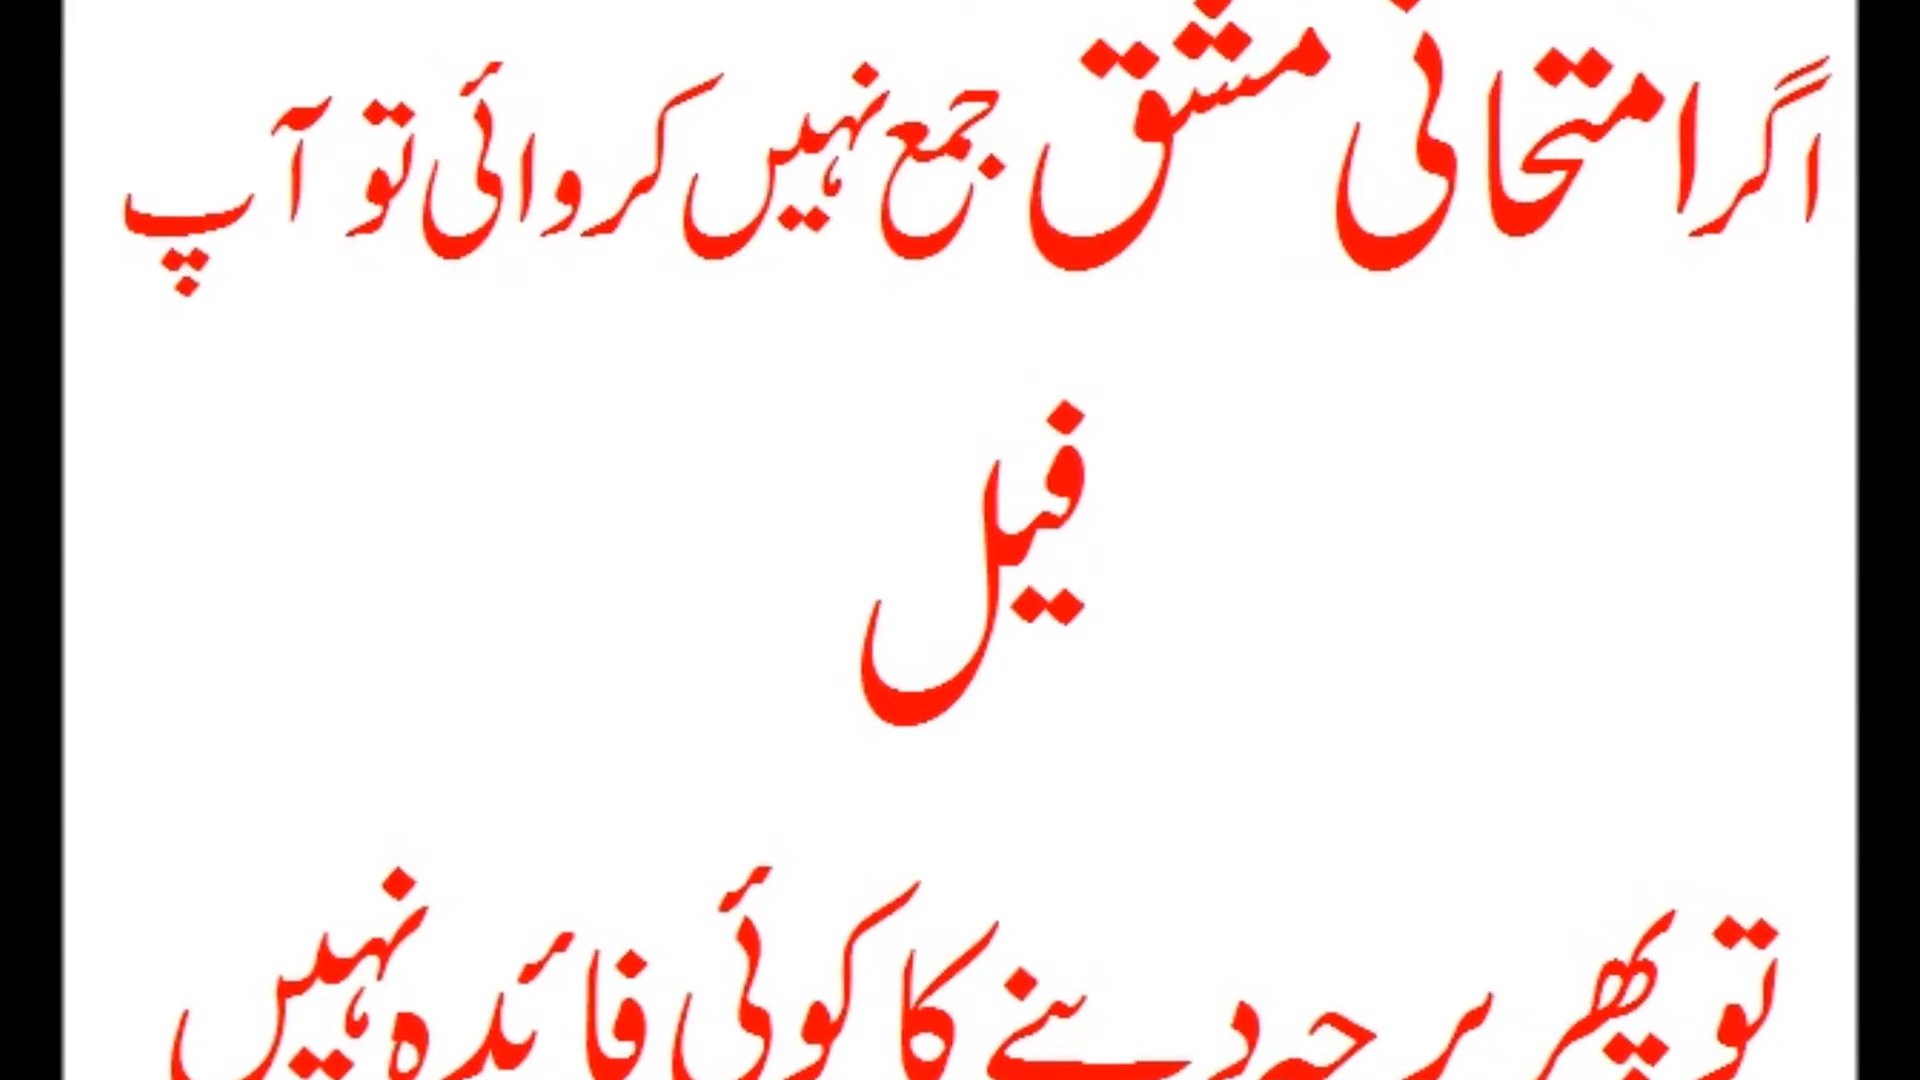 اگر امتحانی مشق جمع نہیں کروائی تو آپ
فیل
تو پھر پرچہ دینے کا کوئی فائدہ نہیں